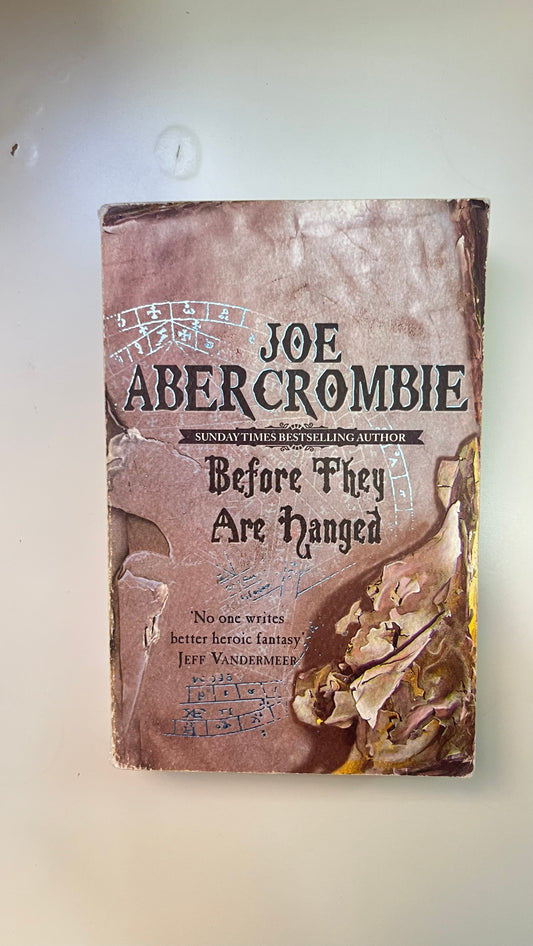 JOE
ABERCROMBIE
SUNDAY TIMES BESTSELLING AUTHOR
Before They
Are Hanged
'No one writes
better heroic fantasy'
JEFF VANDERMEER